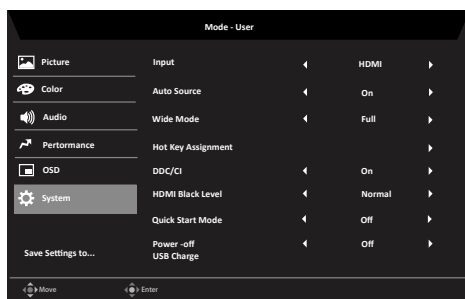 Mode - User
Picture
Input HDMI
Color
Auto Source On
Audio
Wide Mode Full
Pertormance
Hot Key Assignment
OSD
DDC/CI On
System
HDMI Black Level Normal
Quick Start Mode Off
Save Settings to...
Power -off Off
USB Charge
Move Enter